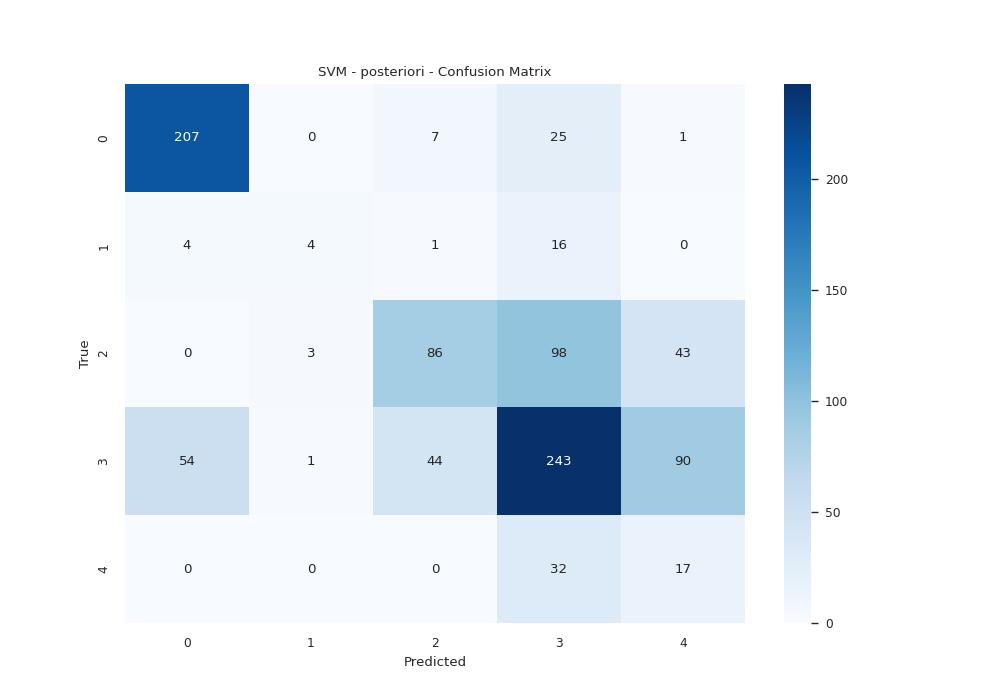 SVM - posteriori - Confusion Matrix
0 207 0 7 25 1
1 4 4 1 16 0
2 0 3 86 98 43
3 54 1 44 243 90
4 0 0 0 32 17
0 1 2 3 4
Predicted
True
200
150
100
50
0